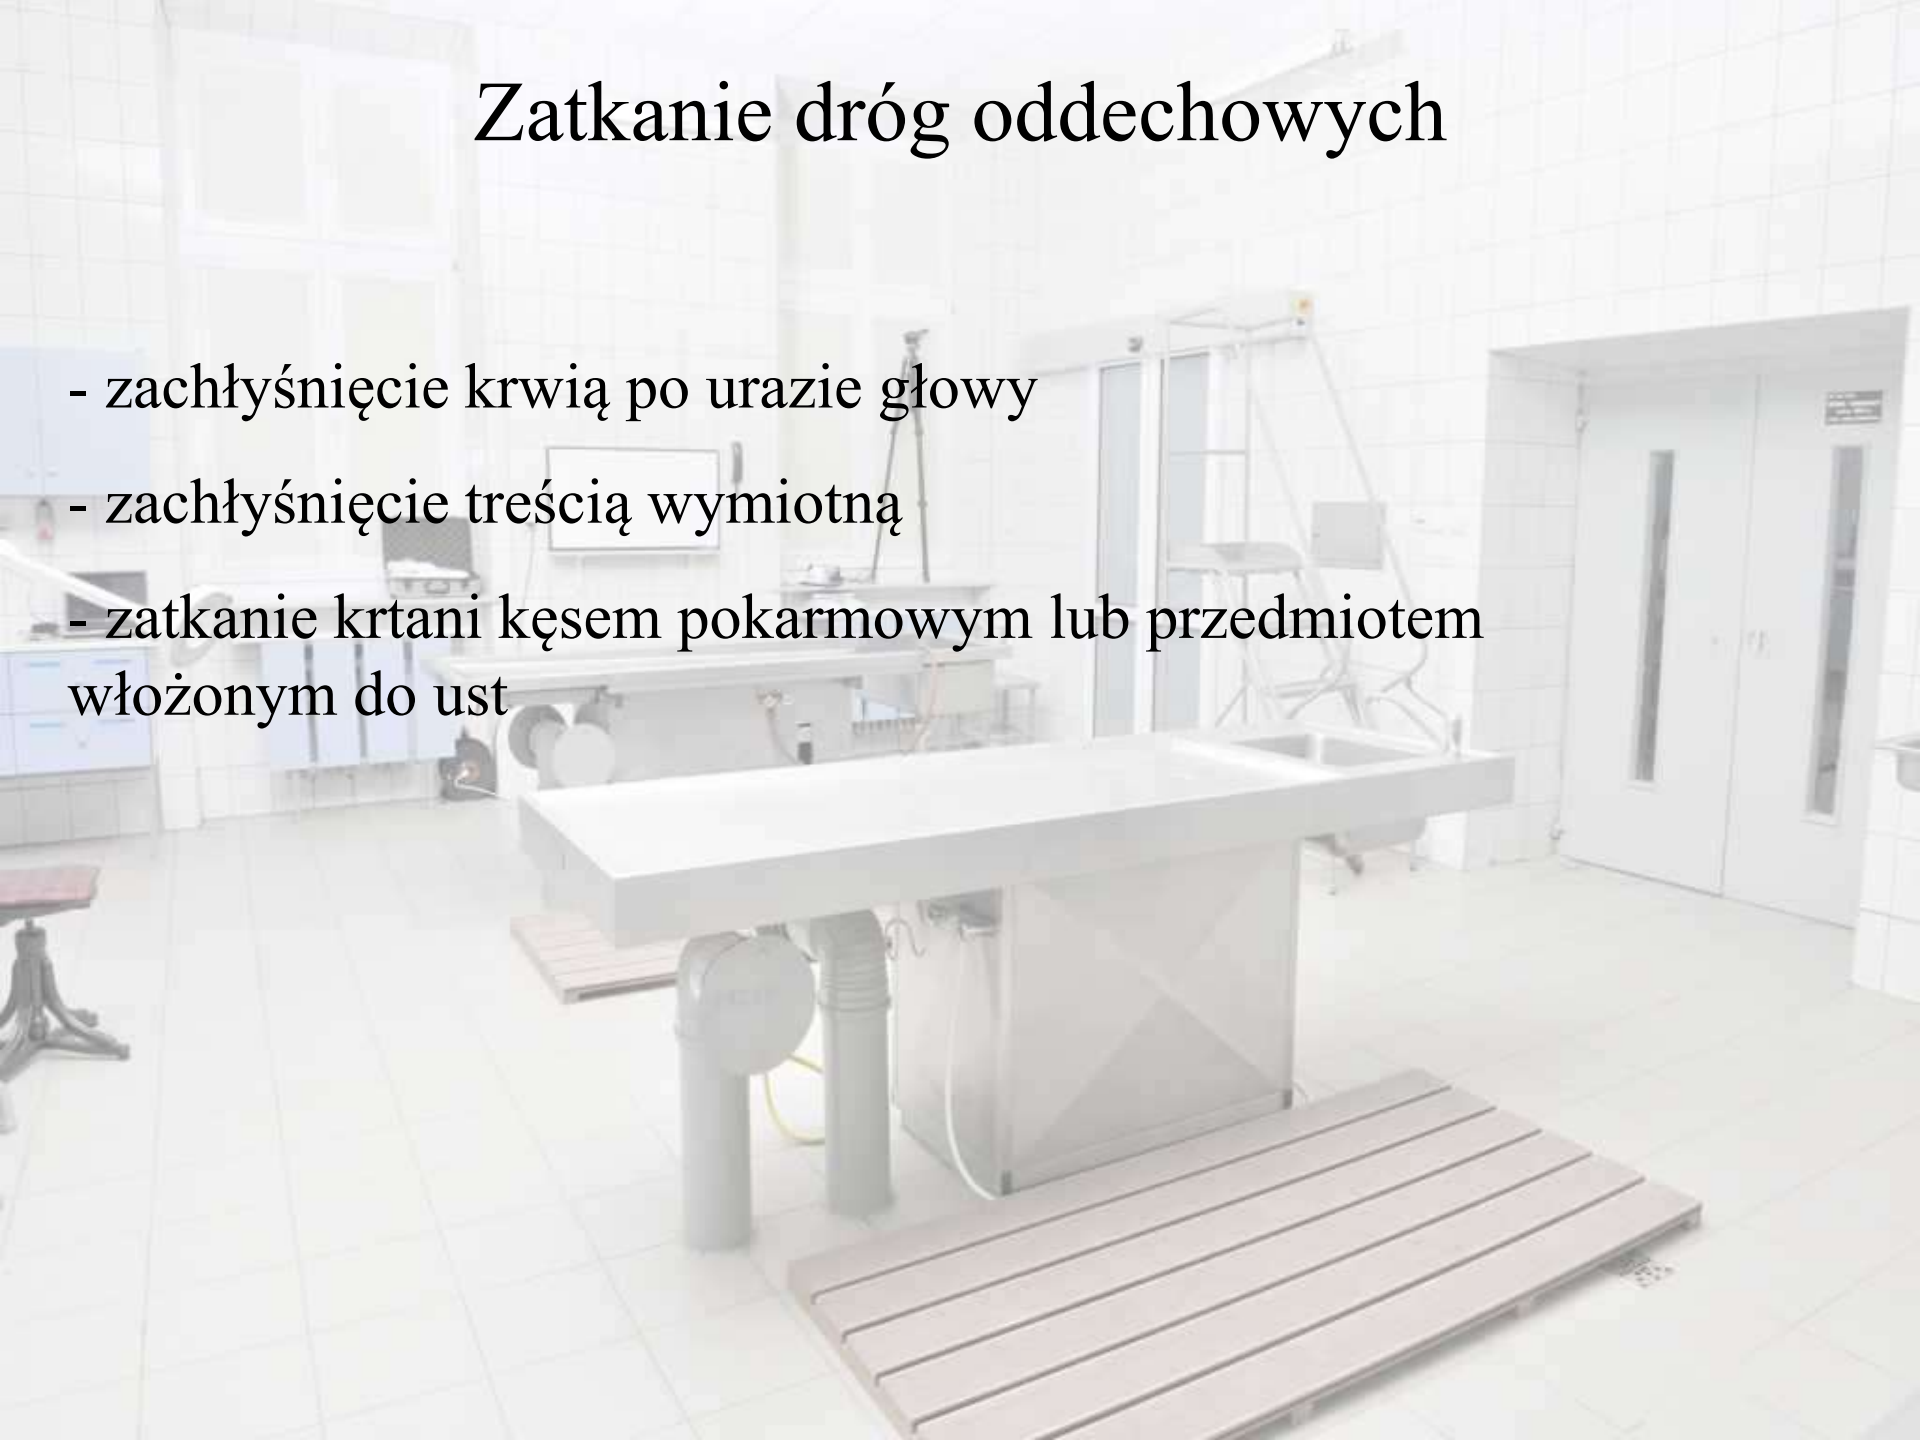 Zatkanie dróg oddechowych
- zachłyśnięcie krwią po urazie głowy
- zachłyśnięcie treścią wymiotną
- zatkanie krtani kęsem pokarmowym lub przedmiotem
włożonym do ust